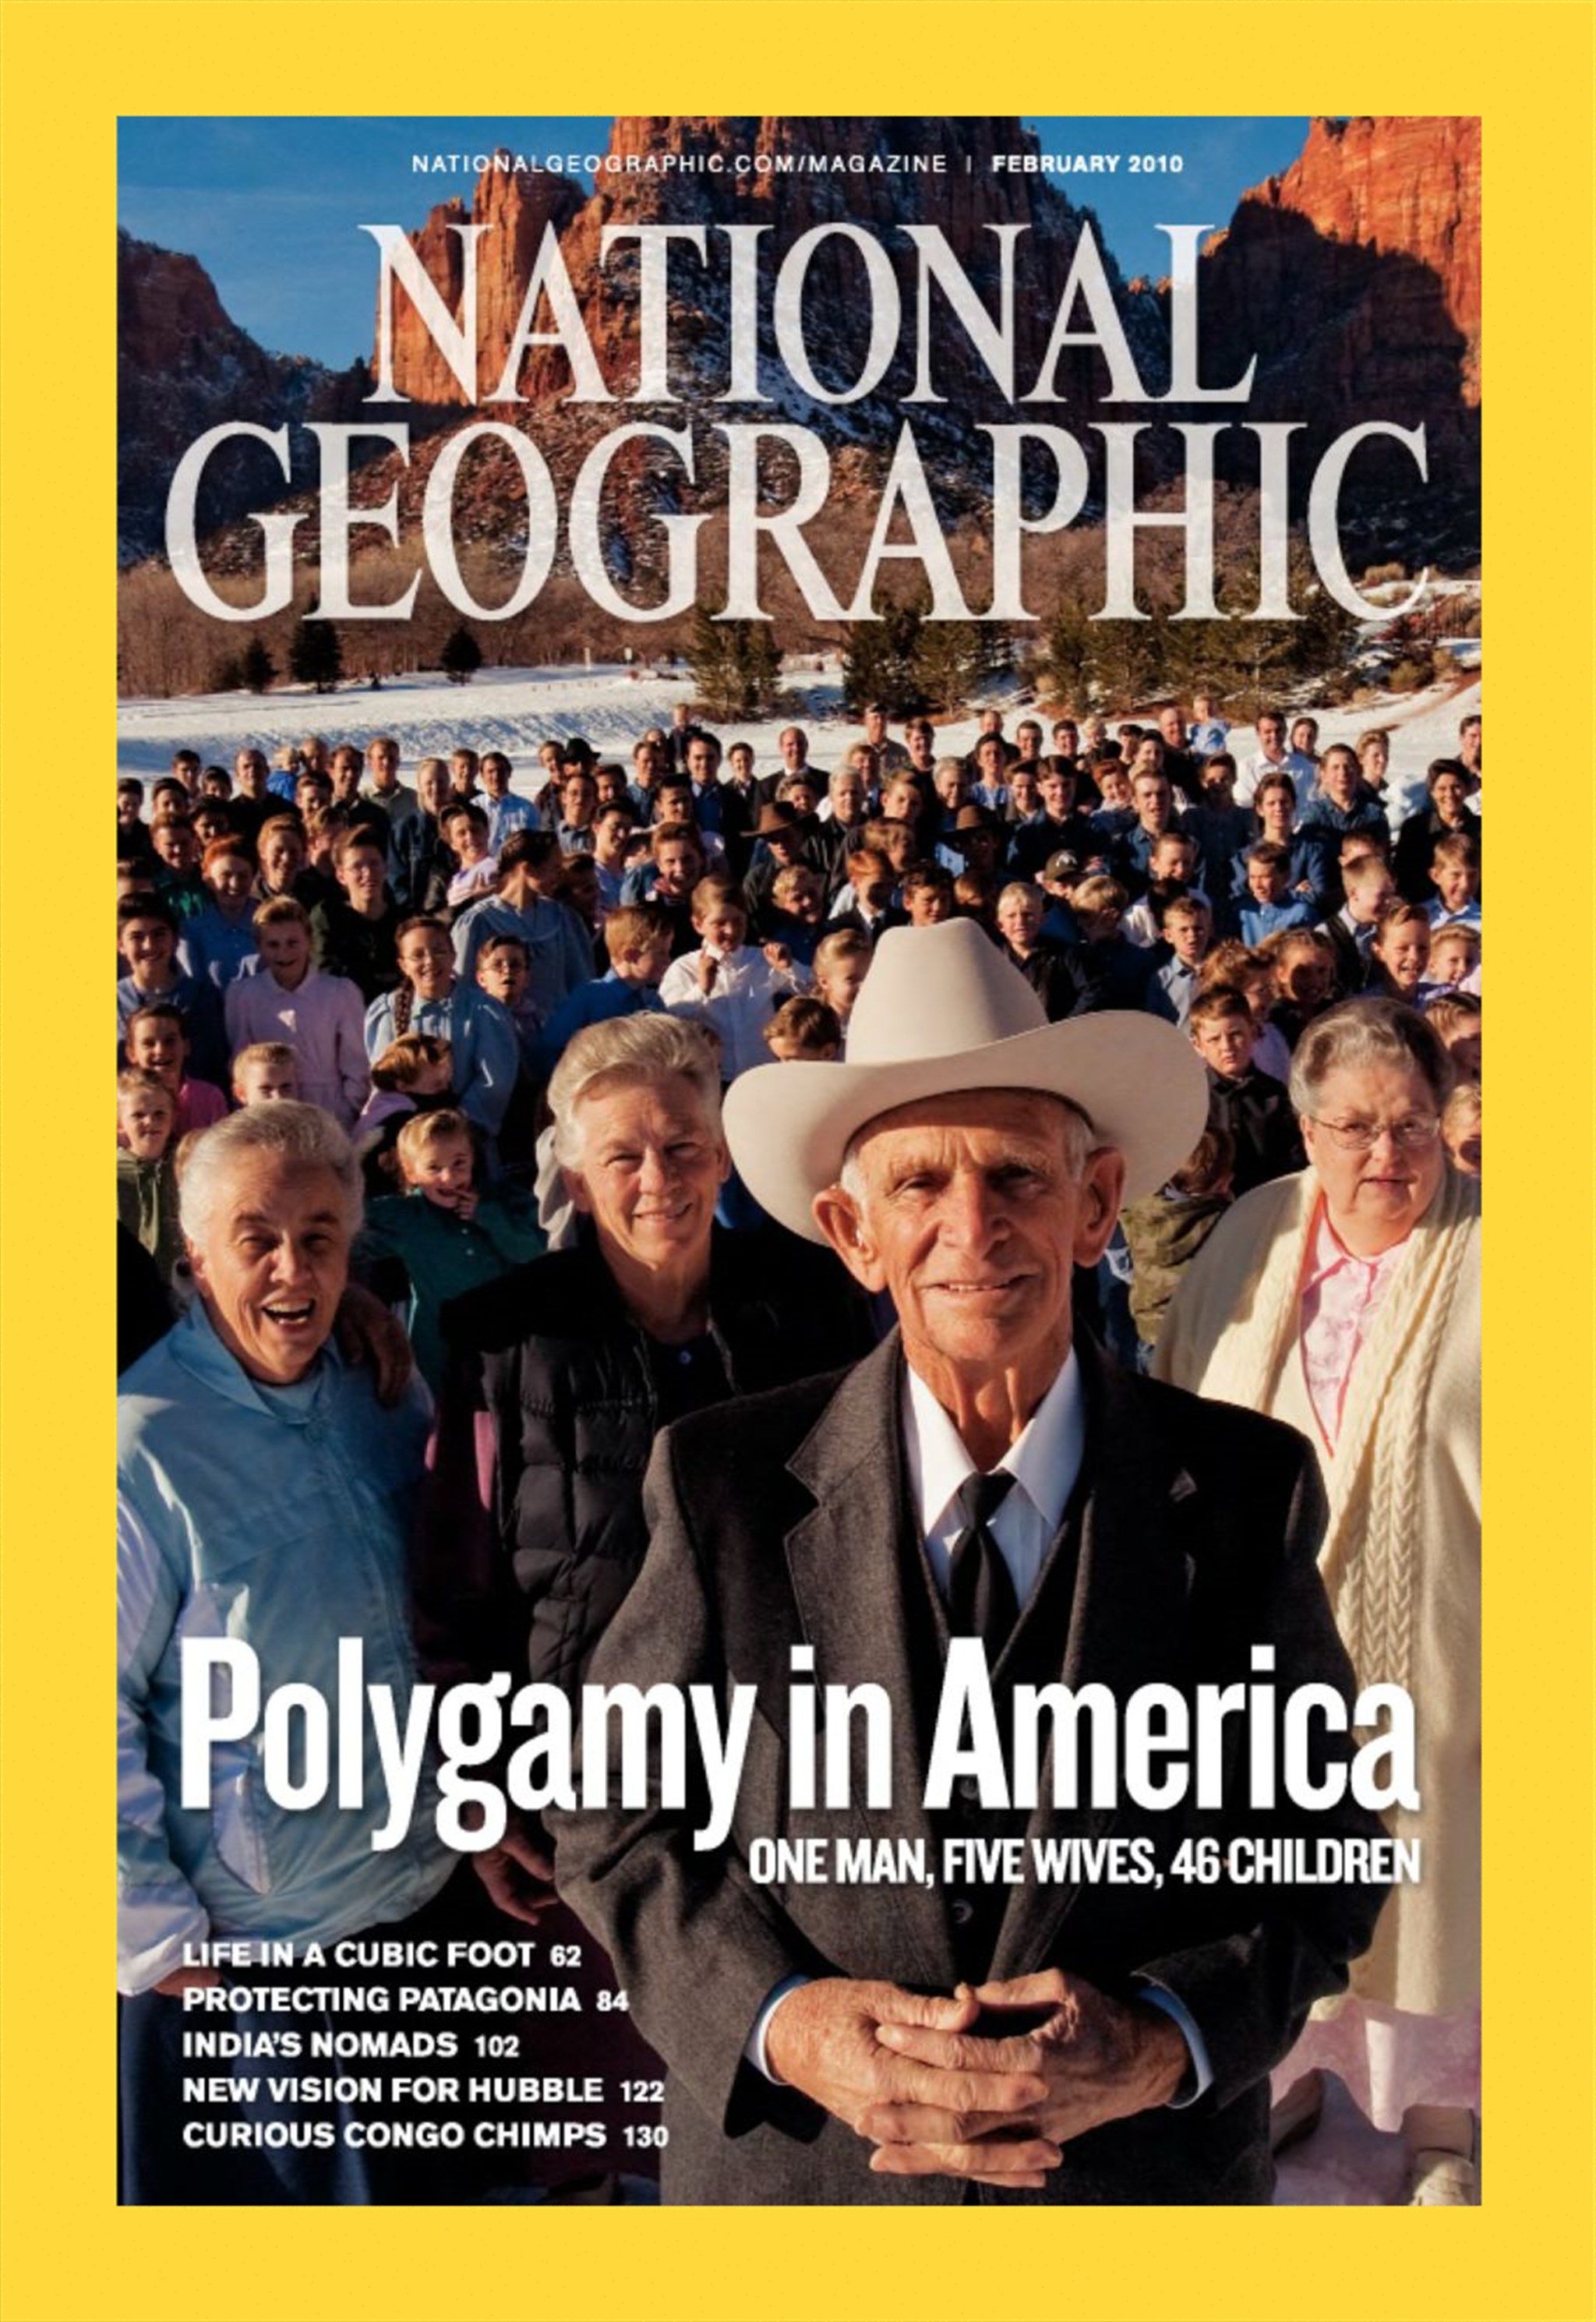 NATIONALGEOGRAPHIC.COM/MAGAZINE | FEBRUARY 2010
NATIONAL
GEOGRAPHIC
Polygamy in America
ONE MAN, FIVE WIVES, 46 CHILDREN
LIFE IN A CUBIC FOOT 62
PROTECTING PATAGONIA 84
INDIA'S NOMADS 102
NEW VISION FOR HUBBLE 122
CURIOUS CONGO CHIMPS 130